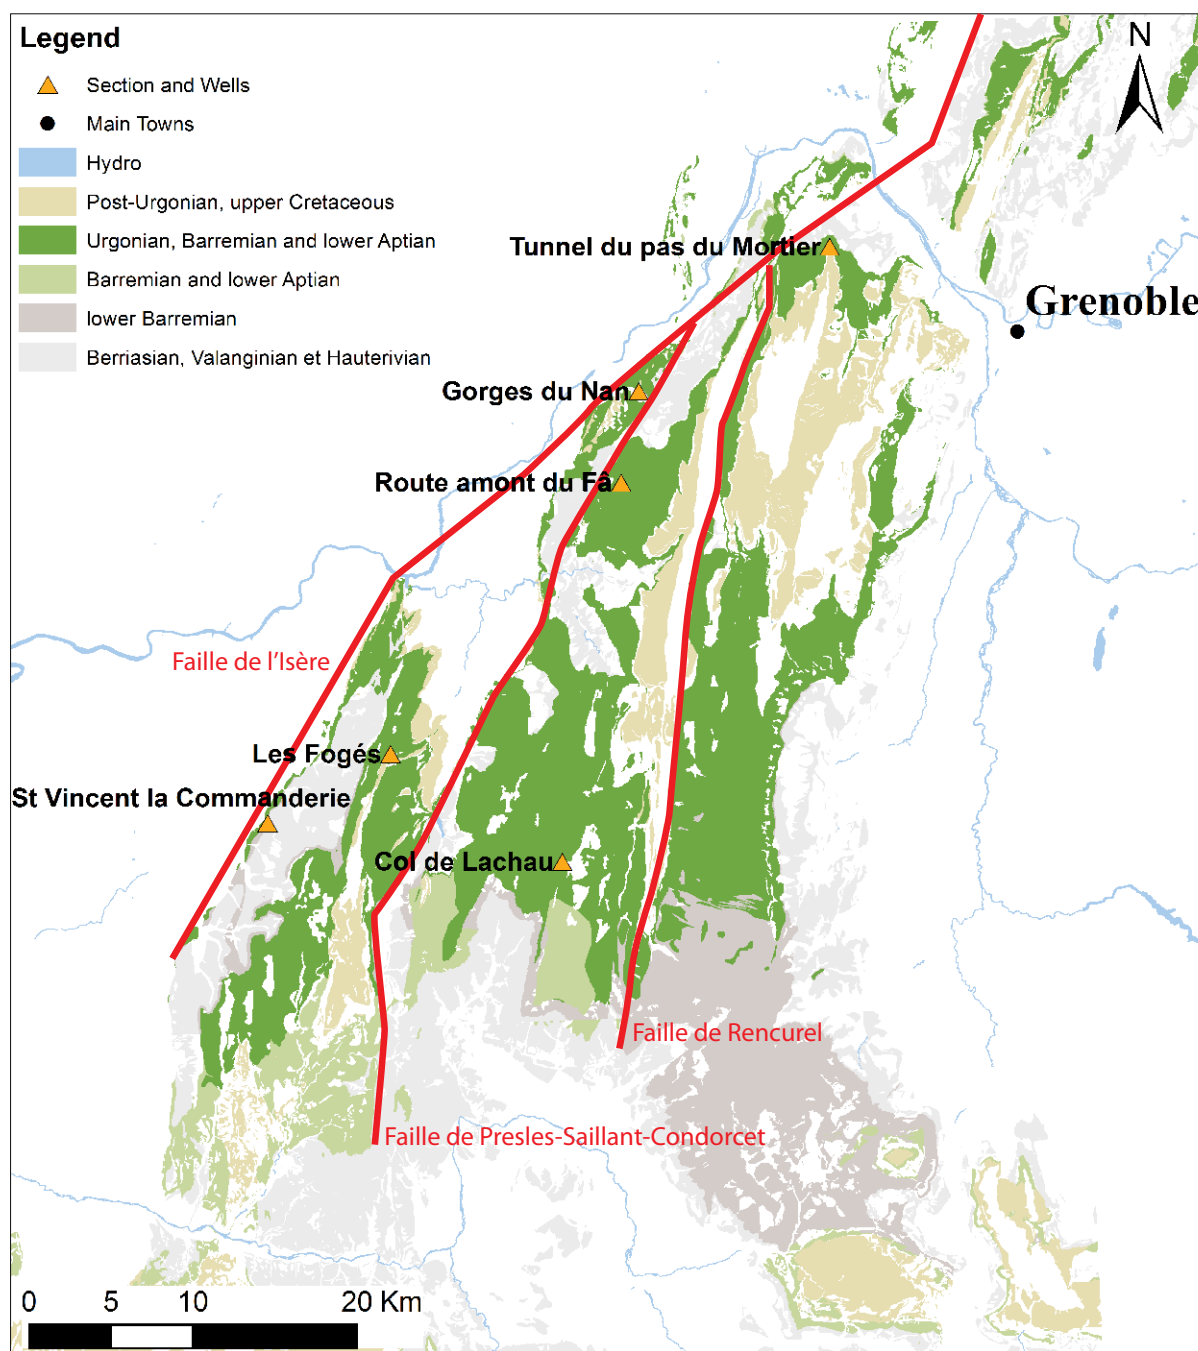 Legend
Section and Wells
Main Towns
Hydro
Post-Urgonian, upper Cretaceous
Urgonian, Barremian and lower Aptian
Barremian and lower Aptian
lower Barremian
Berriasian, Valanginian et Hauterivian
N
Tunnel du pas du Mortier
Grenoble
Gorges du Nan
Route amont du Fâ
Faille de l'Isère
Les Fogés
St Vincent la Commanderie
Col de Lachau
Faille de Rencurel
Faille de Presles-Saillant-Condorcet
0 5 10 20 Km